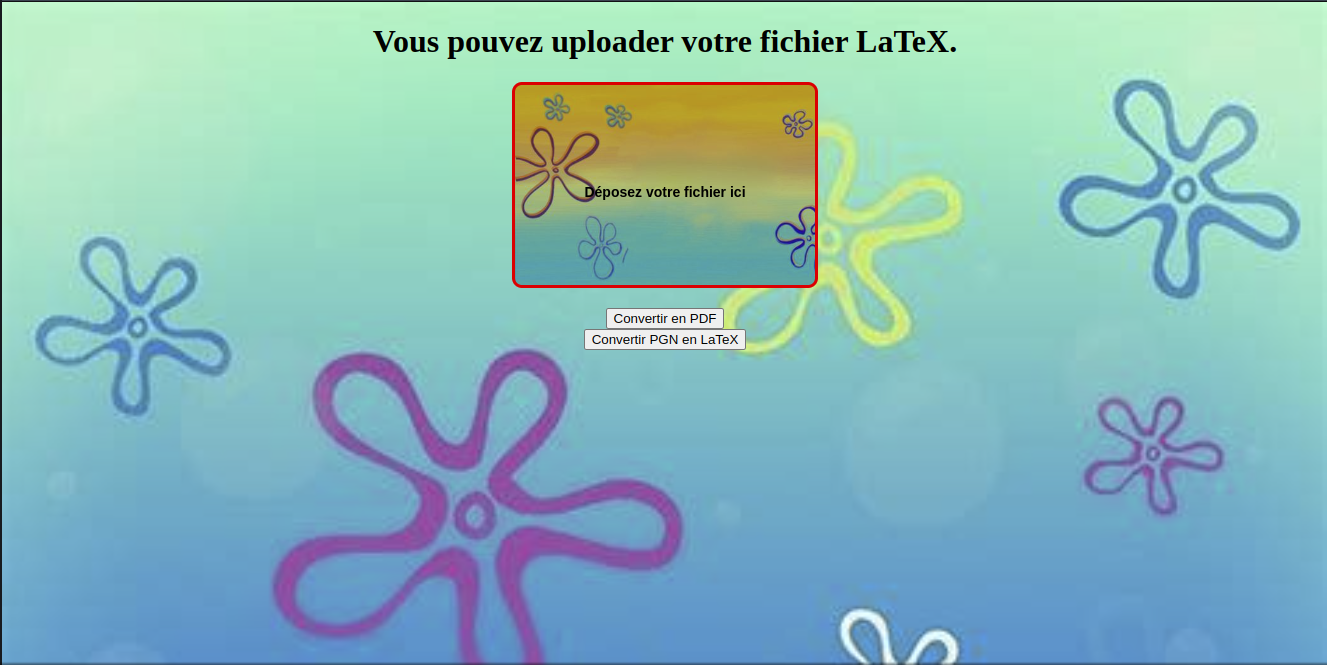 Vous pouvez uploader votre fichier LaTeX.
Déposez votre fichier ici
Convertir en PDF
Convertir PGN en LaTeX